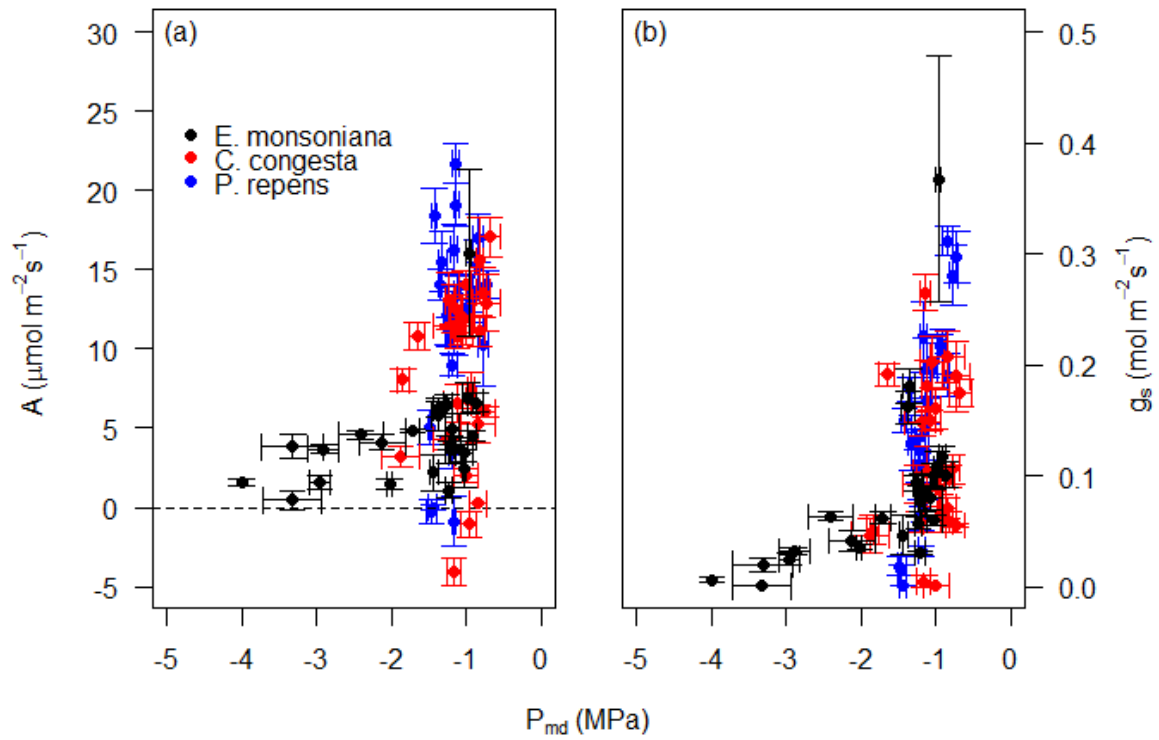 (a)
(b)
30
25
20
15
10
5
0
-5
A (μmol m⁻²s⁻¹)
E. monsoniana
C. congesta
P. repens
0.5
0.4
0.3
0.2
0.1
0.0
gₛ (mol m⁻²s⁻¹)
-5 -4 -3 -2 -1 0
-5 -4 -3 -2 -1 0
Pmd (MPa)